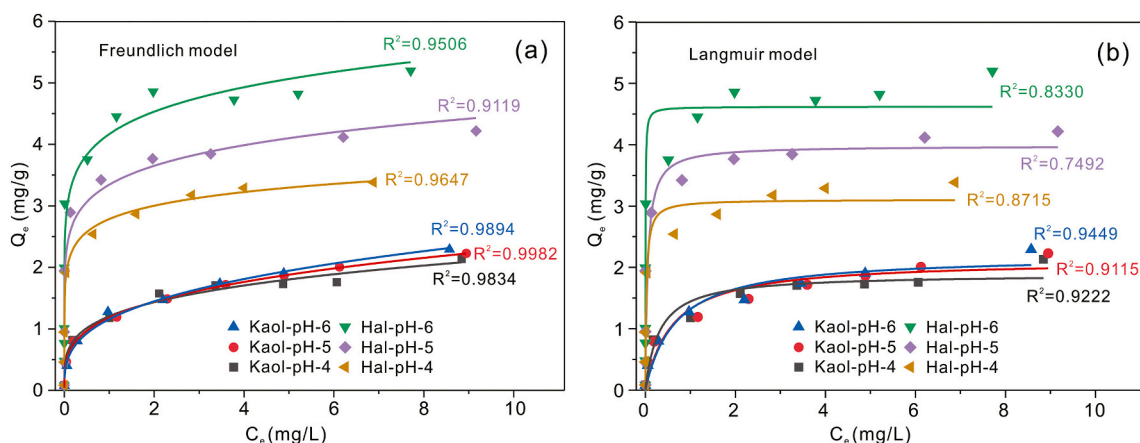 Freundlich model
(a)
R²=0.9506
R²=0.9119
R²=0.9647
R²=0.9894
R²=0.9982
R²=0.9834
Kaol-pH-6
Hal-pH-6
Kaol-pH-5
Hal-pH-5
Kaol-pH-4
Hal-pH-4
6
5
4
3
2
1
0
Qₑ (mg/g)
0 2 4 6 8 10
Cₑ(mg/L)
Langmuir model
(b)
R²=0.8330
R²=0.7492
R²=0.8715
R²=0.9449
R²=0.9115
R²=0.9222
Kaol-pH-6
Hal-pH-6
Kaol-pH-5
Hal-pH-5
Kaol-pH-4
Hal-pH-4
6
5
4
3
2
1
0
Qₑ (mg/g)
0 2 4 6 8 10
Cₑ(mg/L)